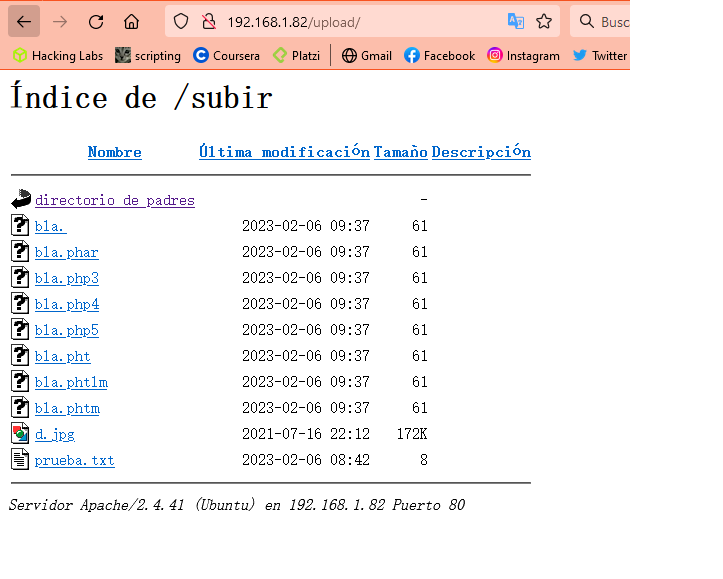 192.168.1.82/upload/
Busc
Hacking Labs
scripting
Coursera
Platzi
Gmail
Facebook
Instagram
Twitter
Índice de /subir
Nombre Última modificación Tamaño Descripción
directorio de padres -
bla. 2023-02-06 09:37 61
bla.phar 2023-02-06 09:37 61
bla.php3 2023-02-06 09:37 61
bla.php4 2023-02-06 09:37 61
bla.php5 2023-02-06 09:37 61
bla.pht 2023-02-06 09:37 61
bla.phtlm 2023-02-06 09:37 61
bla.phtm 2023-02-06 09:37 61
d.jpg 2021-07-16 22:12 172K
prueba.txt 2023-02-06 08:42 8
Servidor Apache/2.4.41 (Ubuntu) en 192.168.1.82 Puerto 80